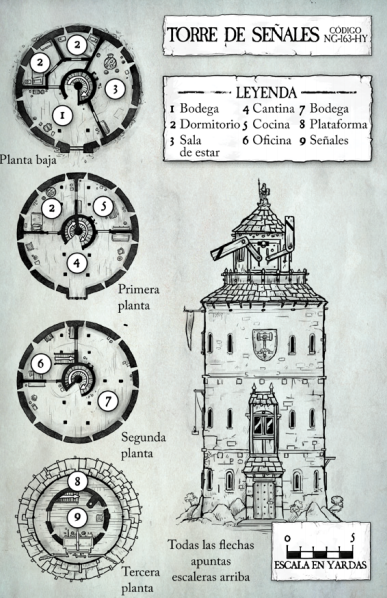 TORRE DE SEÑALES CÓDIGO
NG-163-HY
LEYENDA
1 Bodega 4 Cantina 7 Bodega
2 Dormitorio 5 Cocina 8 Plataforma
3 Sala 6 Oficina 9 Señales
de estar
2
2
3
1
Planta baja
2
5
4
Primera
planta
6
7
Segunda
planta
8
9
Tercera
planta
Todas las flechas
apuntas
escaleras arriba
0 5
ESCALA EN YARDAS